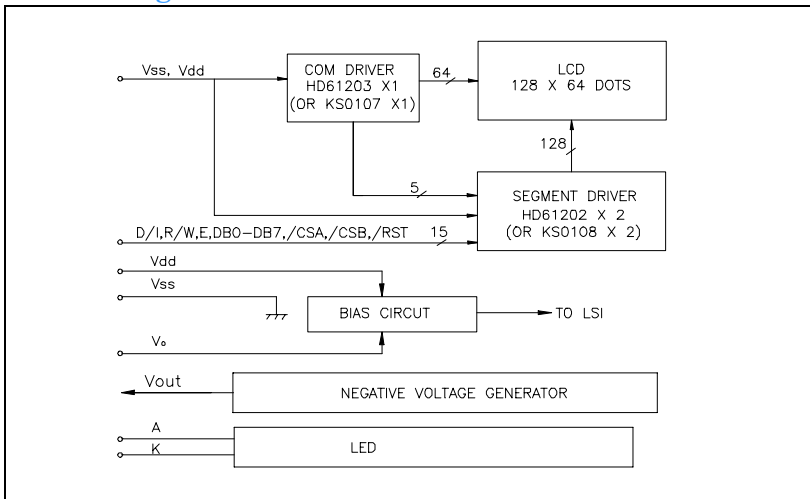 Vss, Vdd
COM DRIVER
HD61203 X1
(OR KS0107 X1)
64
LCD
128 X 64 DOTS
128
5
SEGMENT DRIVER
HD61202 X 2
(OR KS0108 X 2)
D/I,R/W,E,DB0-DB7,/CSA,/CSB,/RST
15
Vdd
Vss
BIAS CIRCUT
TO LSI
Vo
Vout
NEGATIVE VOLTAGE GENERATOR
A
K
LED